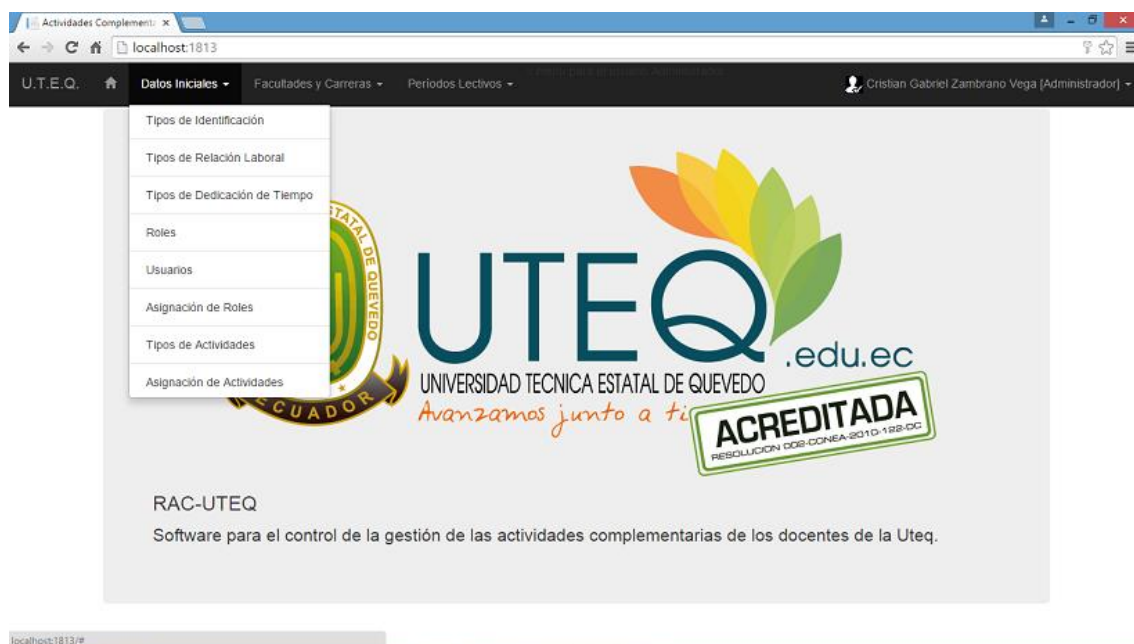 Actividades Complementa
localhost:1813
U.T.E.Q.
Datos Iniciales
Facultades y Carreras
Periodos Lectivos
Cristian Gabriel Zambrano Vega [Administrador]
Tipos de Identificación
Tipos de Relación Laboral
Tipos de Dedicación de Tiempo
Roles
Usuarios
Asignación de Roles
Tipos de Actividades
Asignación de Actividades
STATAL DE QUEVEDO
ECUADOR
UTEQ
.edu.ec
UNIVERSIDAD TECNICA ESTATAL DE QUEVEDO
Avanzamos junto a ti
ACREDITADA
RESOLUCION 002-CONEA-2010-122-DC
RAC-UTEQ
Software para el control de la gestión de las actividades complementarias de los docentes de la Uteq.
localhost:1813/#